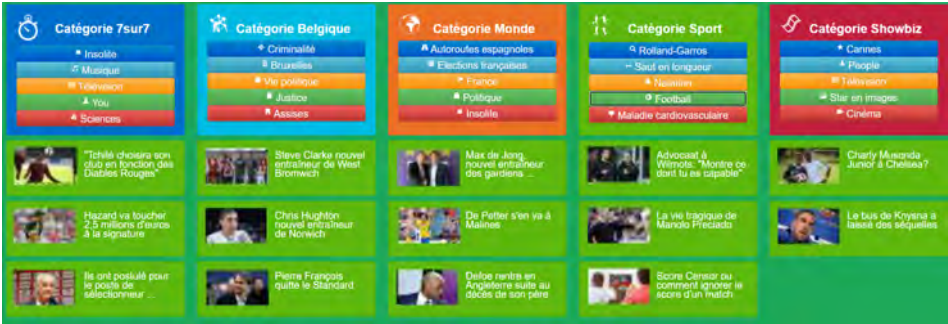 Catégorie 7sur7
Insolite
Musique
Télévision
You
Sciences
Catégorie Belgique
Criminalité
Bruxelles
Vie politique
Justice
Assises
Catégorie Monde
Autoroutes espagnoles
Elections françaises
France
Politique
Insolite
Catégorie Sport
Rolland-Garros
Saut en longueur
Natation
Football
Maladie cardiovasculaire
Catégorie Showbiz
Cannes
People
Télévision
Star en images
Cinéma
"Tchité choisira son
club en fonction des
Diables Rouges"
Steve Clarke nouvel
entraîneur de West
Bromwich
Max de Jong,
nouvel entraîneur
des gardiens ...
Advocaat à
Wilmots: "Montre ce
dont tu es capable"
Charly Musonda
Junior à Chelsea?
Hazard va toucher
2,5 millions d'euros
à la signature
Chris Hughton
nouvel entraîneur
de Norwich
De Petter s'en va à
Malines
La vie tragique de
Manolo Preciado
Le bus de Knysna a
laissé des séquelles
Ils ont postulé pour
le poste de
sélectionneur ...
Pierre François
quitte le Standard
Defoe rentre en
Angleterre suite au
décès de son père
Score Censor ou
comment ignorer le
score d'un match